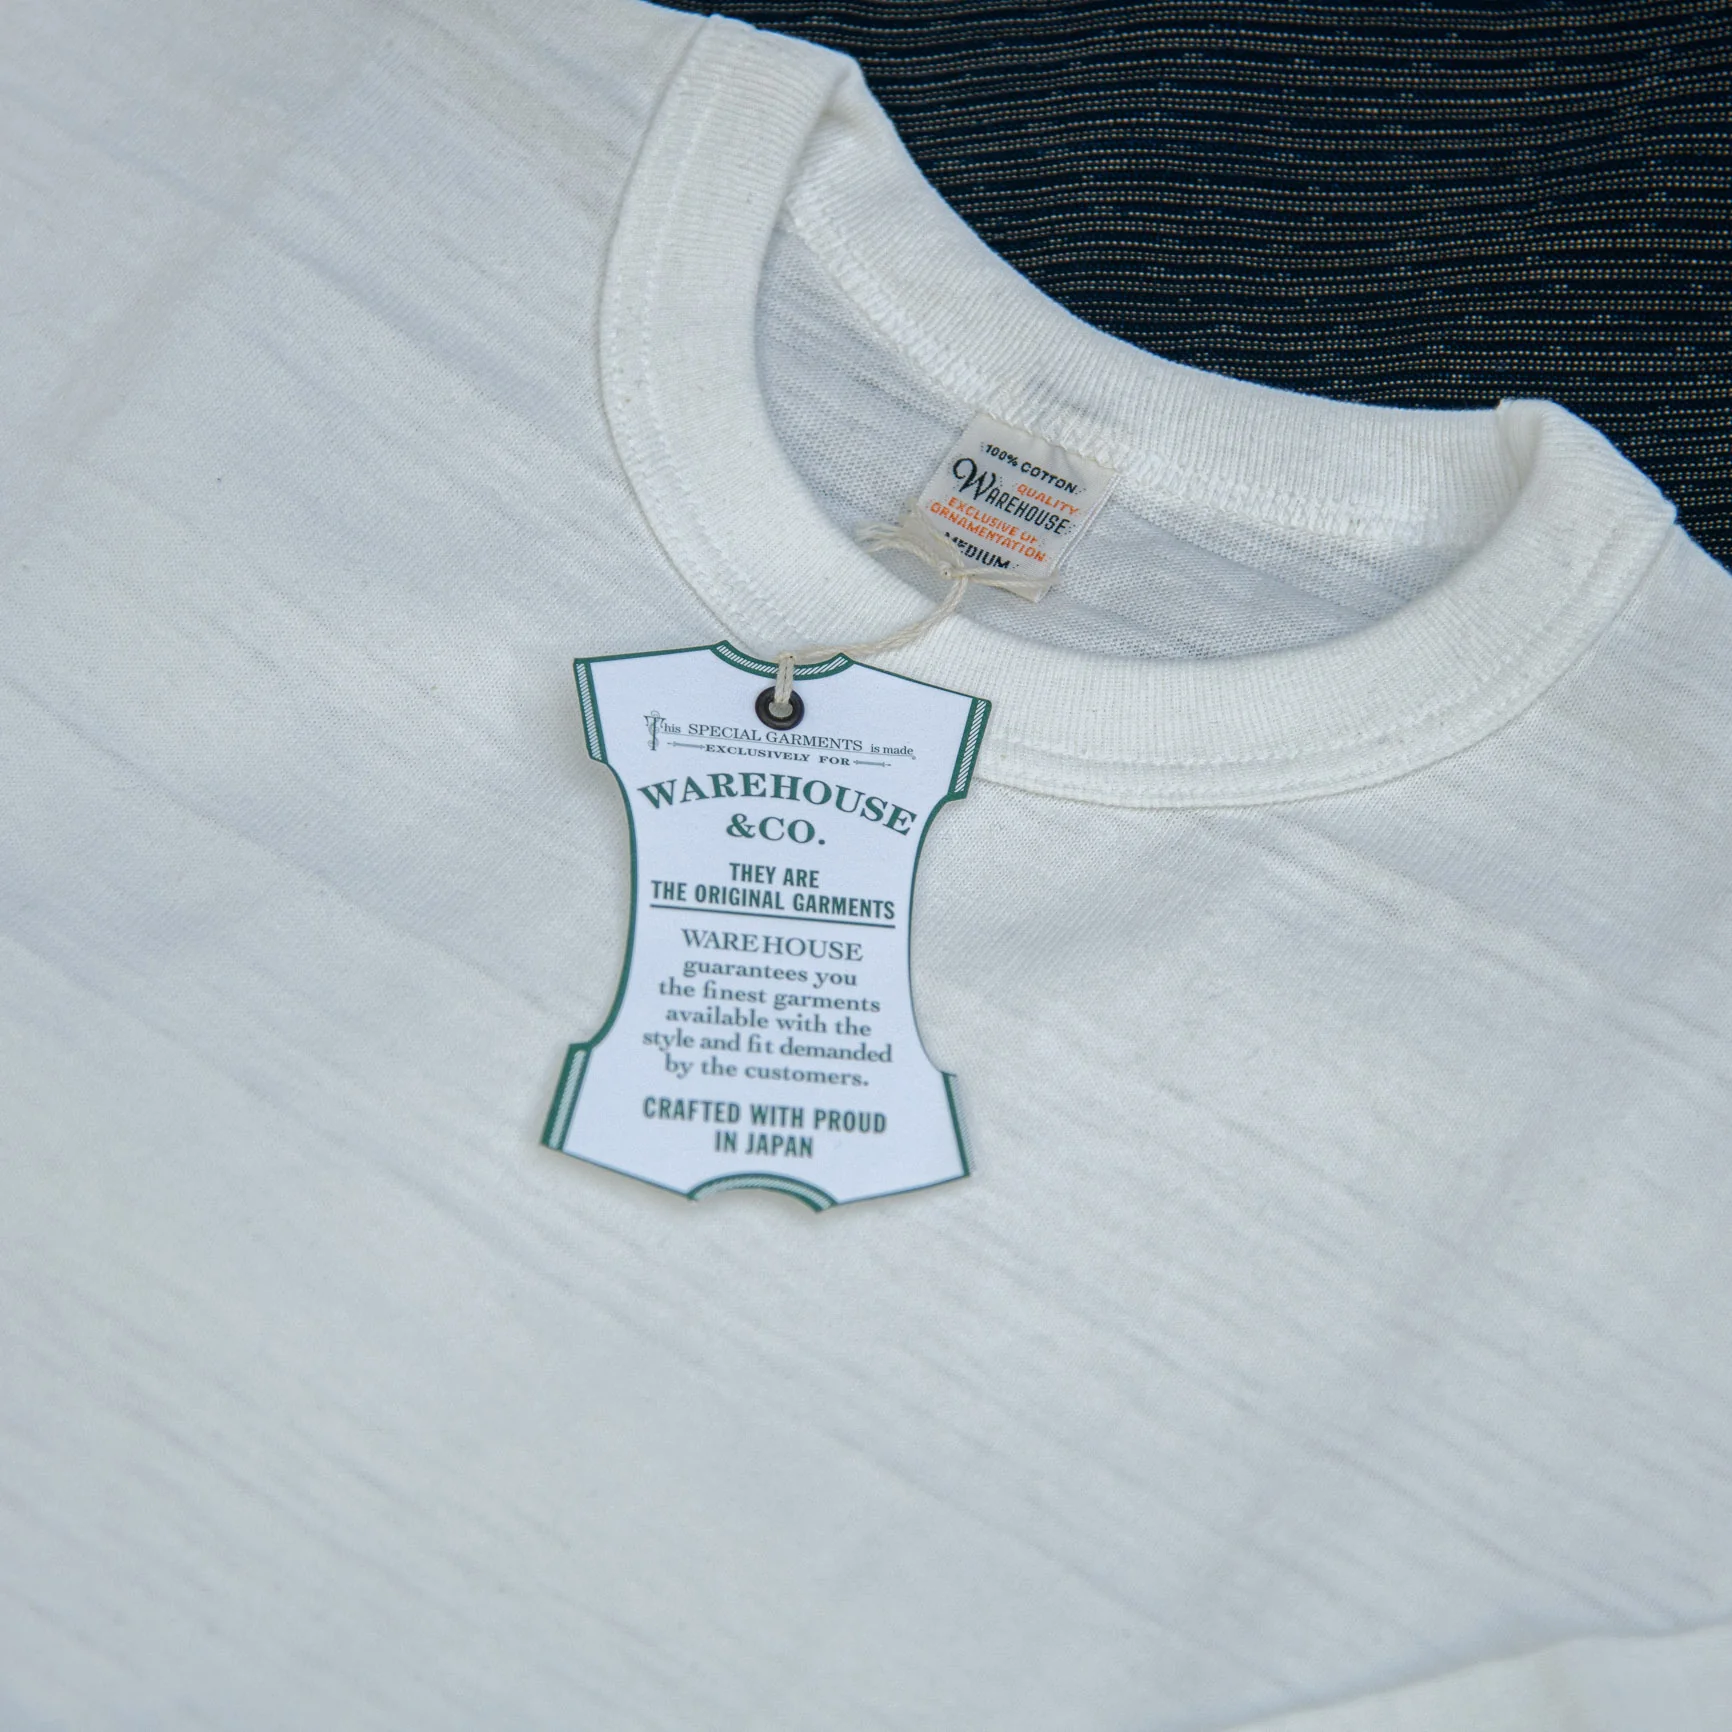 100% COTTON
QUALITY
WAREHOUSE
EXCLUSIVE OF
ORNAMENTATION
MEDIUM
This SPECIAL GARMENTS is made
EXCLUSIVELY FOR
WAREHOUSE
&CO.
THEY ARE
THE ORIGINAL GARMENTS
WAREHOUSE
guarantees you
the finest garments
available with the
style and fit demanded
by the customers.
CRAFTED WITH PROUD
IN JAPAN